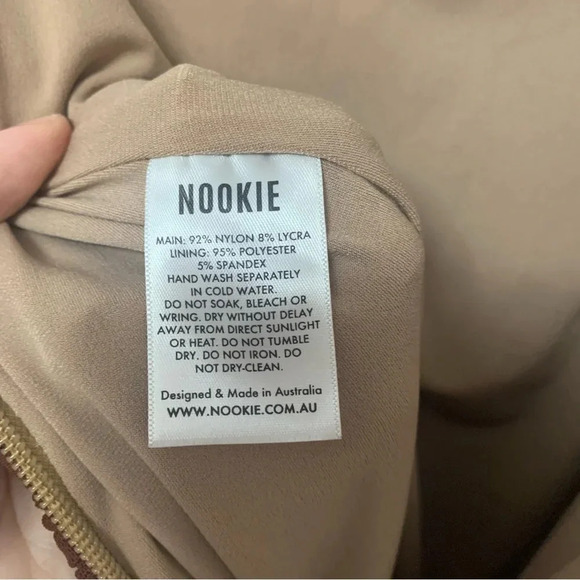 NOOKIE
MAIN: 92% NYLON 8% LYCRA
LINING: 95% POLYESTER
5% SPANDEX
HAND WASH SEPARATELY
IN COLD WATER.
DO NOT SOAK, BLEACH OR
WRING. DRY WITHOUT DELAY
AWAY FROM DIRECT SUNLIGHT
OR HEAT. DO NOT TUMBLE
DRY. DO NOT IRON. DO
NOT DRY-CLEAN.
Designed & Made in Australia
WWW.NOOKIE.COM.AU